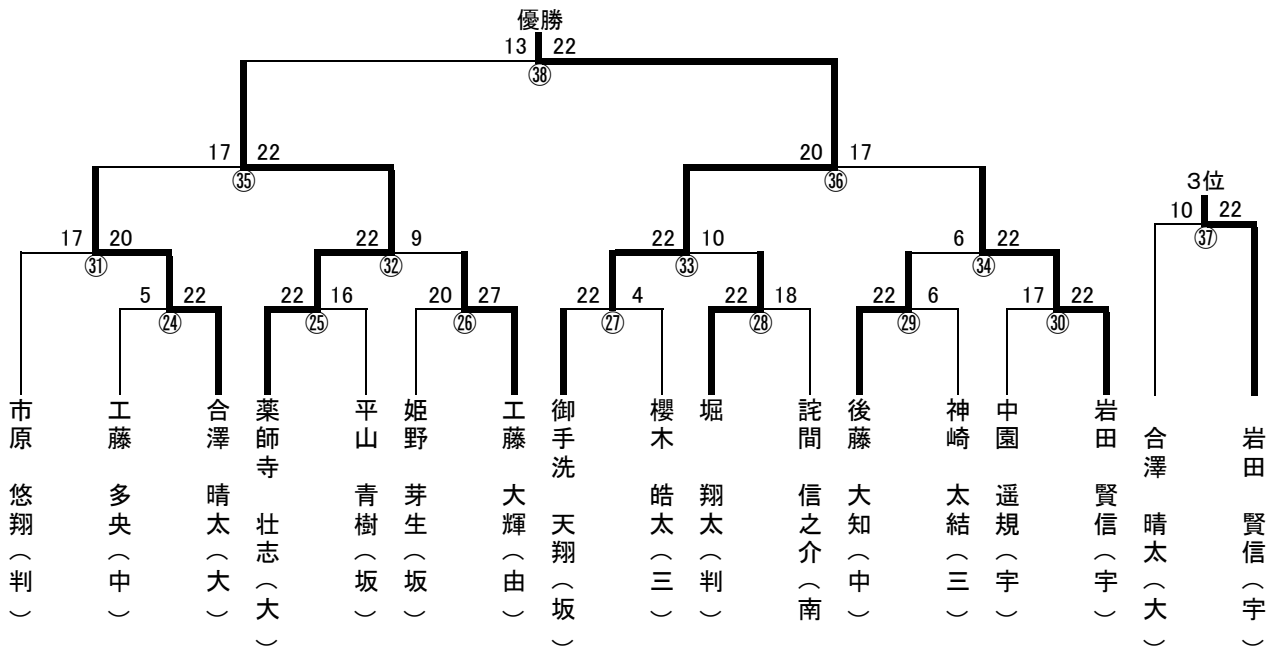 優勝
13 22
㊳
17 22
㉟
20 17
㊱
3位
10 22
㊲
17 20
㉛
22 9
㉜
22 10
㉝
6 22
㉞
5 22
㉔
22 16
㉕
20 27
㉖
22 4
㉗
22 18
㉘
22 6
㉙
17 22
㉚
市原 悠翔(判)
工藤 多央(中)
合澤 晴太(大)
薬師寺 壮志(大)
平山 青樹(坂)
姫野 芽生(坂)
工藤 大輝(由)
御手洗 天翔(坂)
櫻木 皓太(三)
堀 翔太(判)
詫間 信之介(南
後藤 大知(中)
神崎 太結(三)
中園 遥規(宇)
岩田 賢信(宇)
合澤 晴太(大)
岩田 賢信(宇)